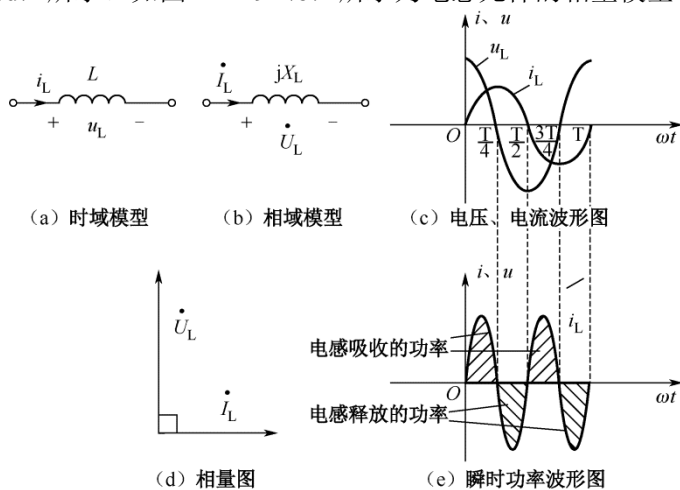 i、u
u_L
i_L
i_L L
+ u_L −
İ_L jX_L
+ U̇_L −
O T/4 T/2 3T/4 T ωt
(a) 时域模型
(b) 相域模型
(c) 电压、电流波形图
U̇_L
İ_L
i、u
i_L
电感吸收的功率
O ωt
电感释放的功率
(d) 相量图
(e) 瞬时功率波形图